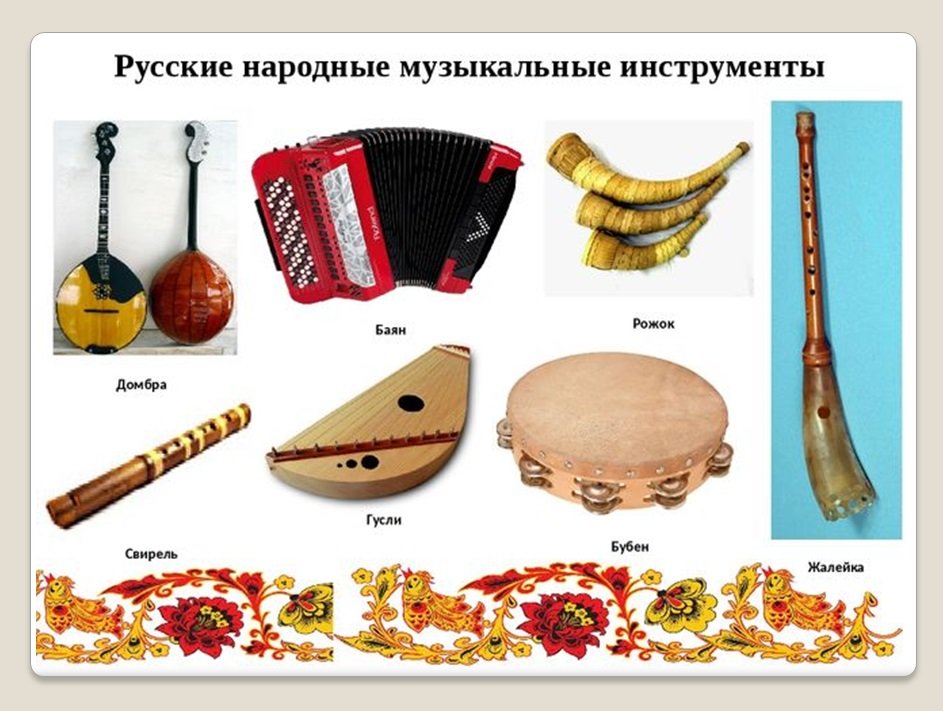 Русские народные музыкальные инструменты
Баян
Рожок
Домбра
Гусли
Бубен
Свирель
Жалейка